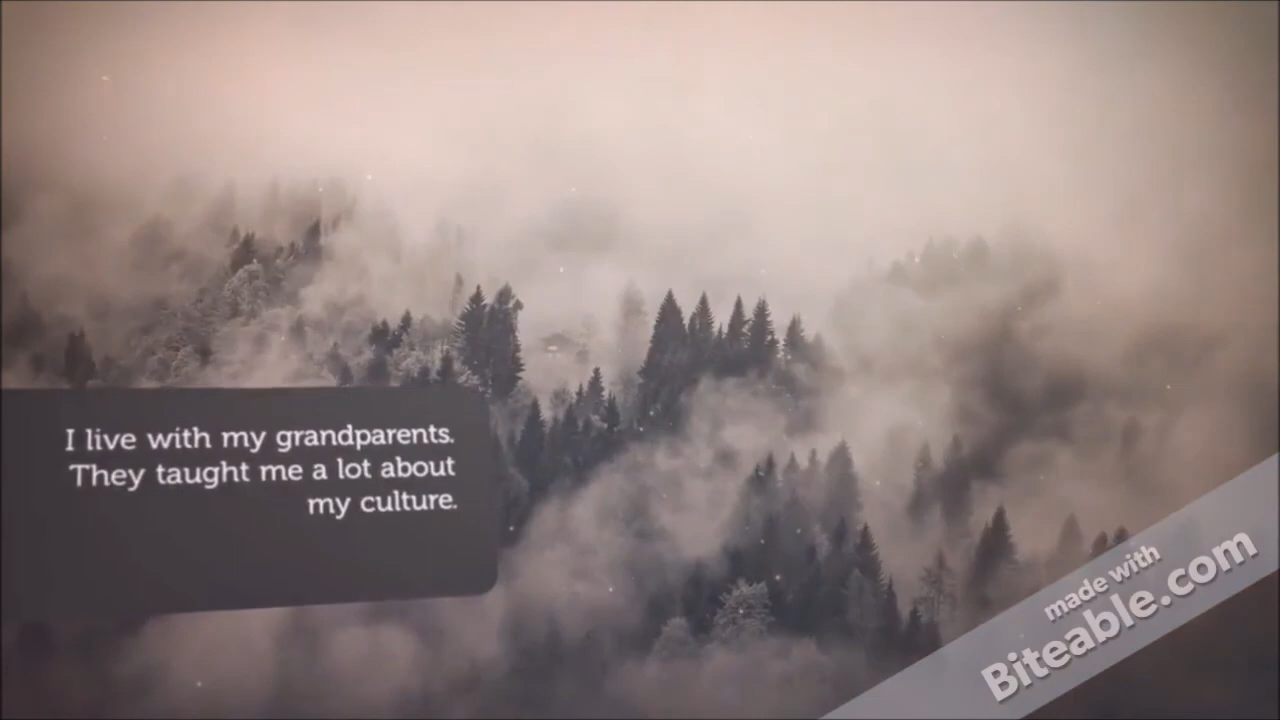 I live with my grandparents.
They taught me a lot about
my culture.
made with
Biteable.com